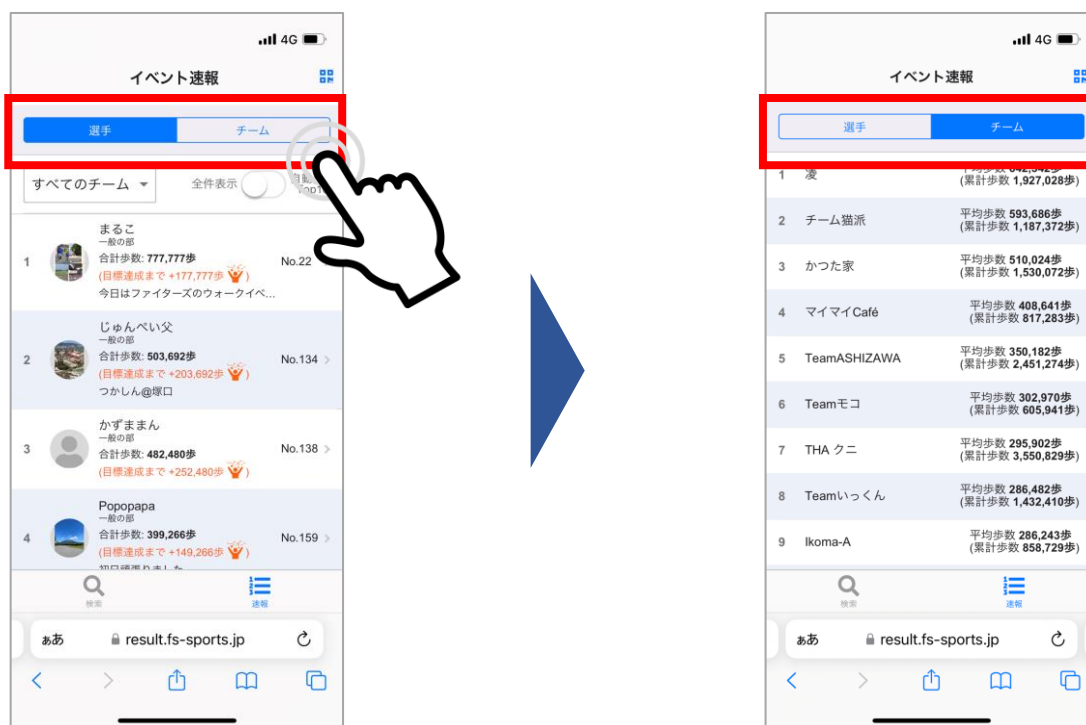 4G
イベント速報
選手 チーム
すべてのチーム 全件表示
まるこ
一般の部
1 合計歩数: 777,777歩 No.22
(目標達成まで +177,777歩)
今日はファイターズのウォークイベ...
じゅんぺい父
一般の部
2 合計歩数: 503,692歩 No.134
(目標達成まで +203,692歩)
つかしん@塚口
かずままん
一般の部
3 合計歩数: 482,480歩 No.138
(目標達成まで +252,480歩)
Popopapa
一般の部
4 合計歩数: 399,266歩 No.159
(目標達成まで +149,266歩)
検索 速報
ぁあ result.fs-sports.jp
4G
イベント速報
選手 チーム
1 凌
(累計歩数 1,927,028歩)
2 チーム猫派 平均歩数 593,686歩
(累計歩数 1,187,372歩)
3 かつた家 平均歩数 510,024歩
(累計歩数 1,530,072歩)
4 マイマイCafé 平均歩数 408,641歩
(累計歩数 817,283歩)
5 TeamASHIZAWA 平均歩数 350,182歩
(累計歩数 2,451,274歩)
6 Teamモコ 平均歩数 302,970歩
(累計歩数 605,941歩)
7 THA クニ 平均歩数 295,902歩
(累計歩数 3,550,829歩)
8 Teamいっくん 平均歩数 286,482歩
(累計歩数 1,432,410歩)
9 Ikoma-A 平均歩数 286,243歩
(累計歩数 858,729歩)
検索 速報
ぁあ result.fs-sports.jp